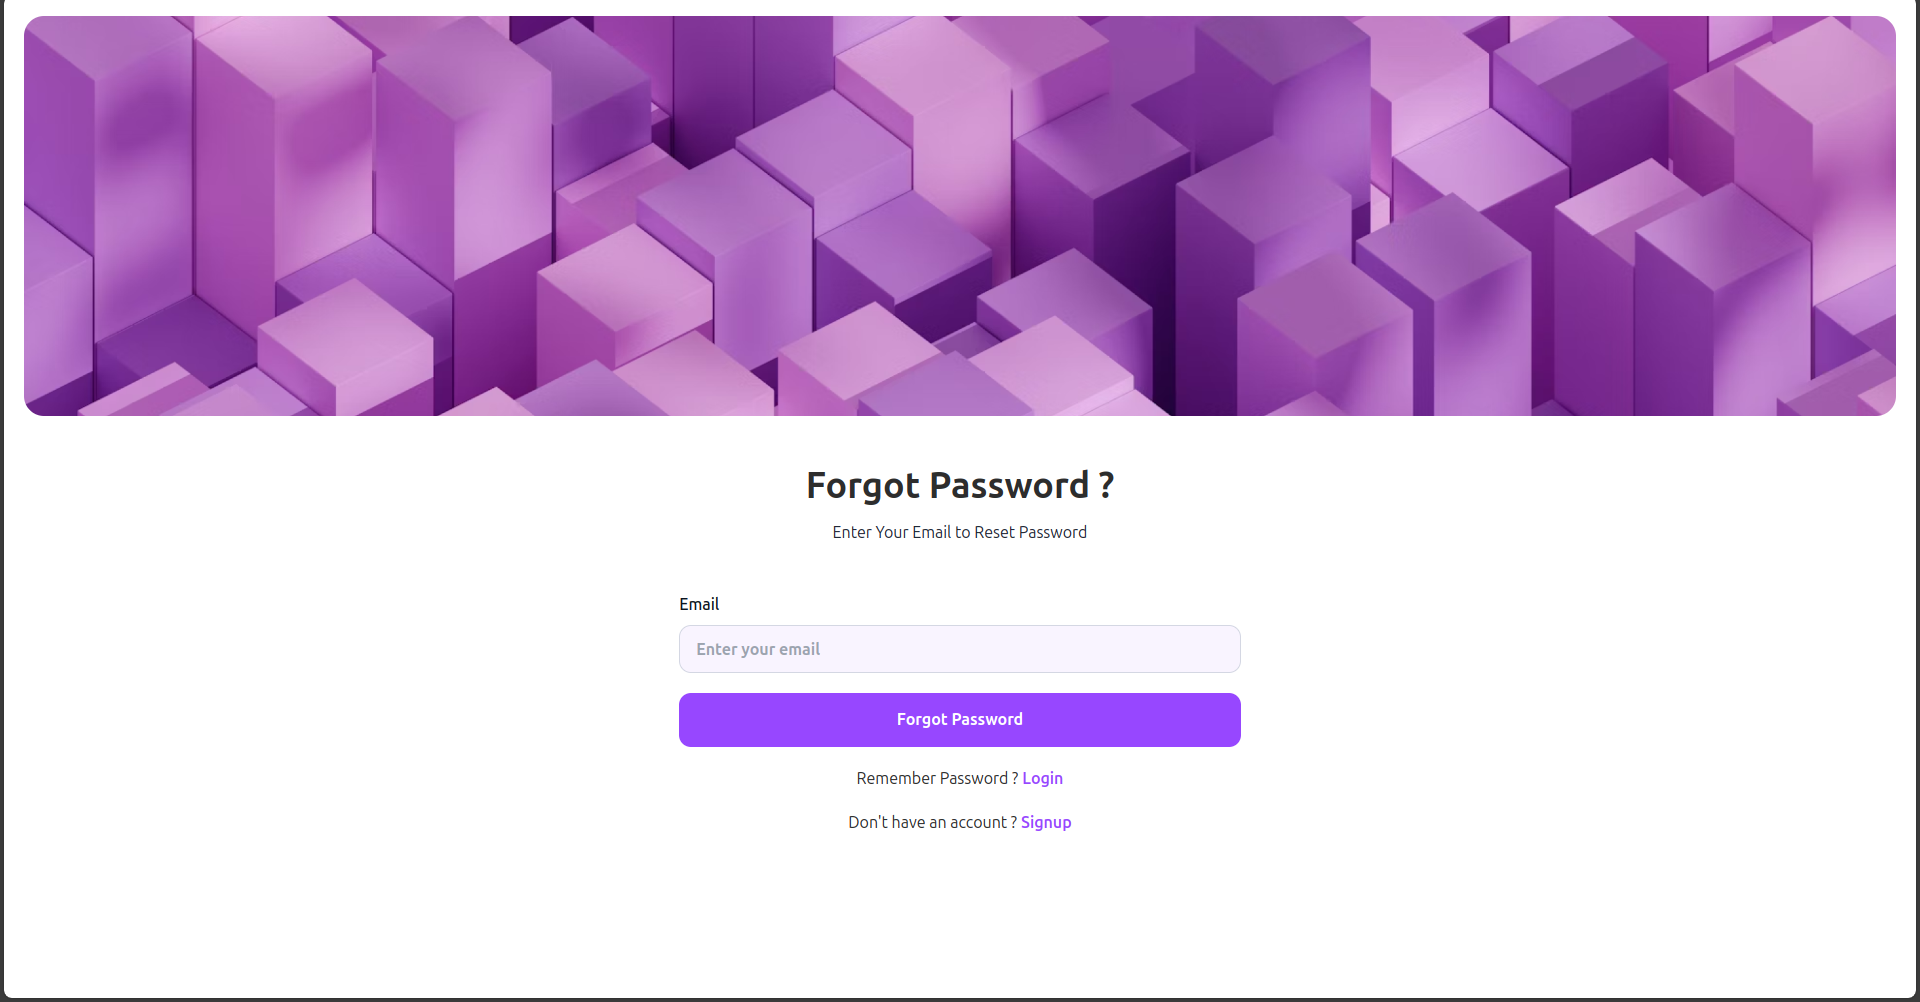 Forgot Password ?
Enter Your Email to Reset Password
Email
Enter your email
Forgot Password
Remember Password ? Login
Don't have an account ? Signup